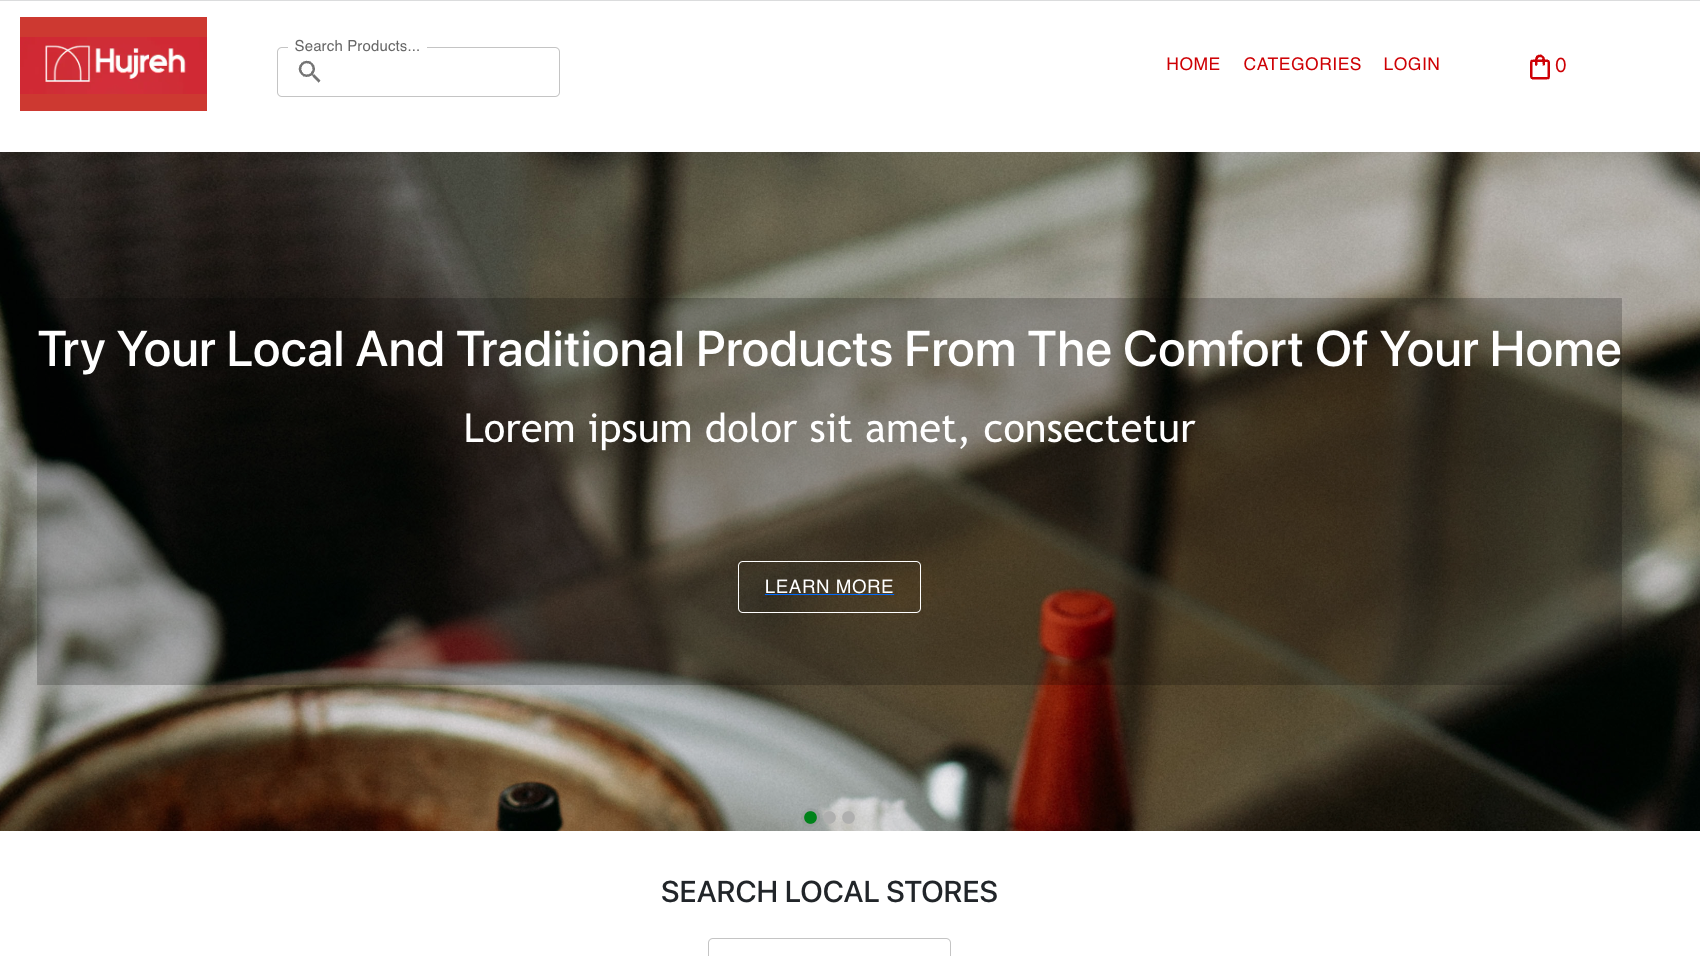 Hujreh
Search Products...
HOME CATEGORIES LOGIN
0
Try Your Local And Traditional Products From The Comfort Of Your Home
Lorem ipsum dolor sit amet, consectetur
LEARN MORE
SEARCH LOCAL STORES